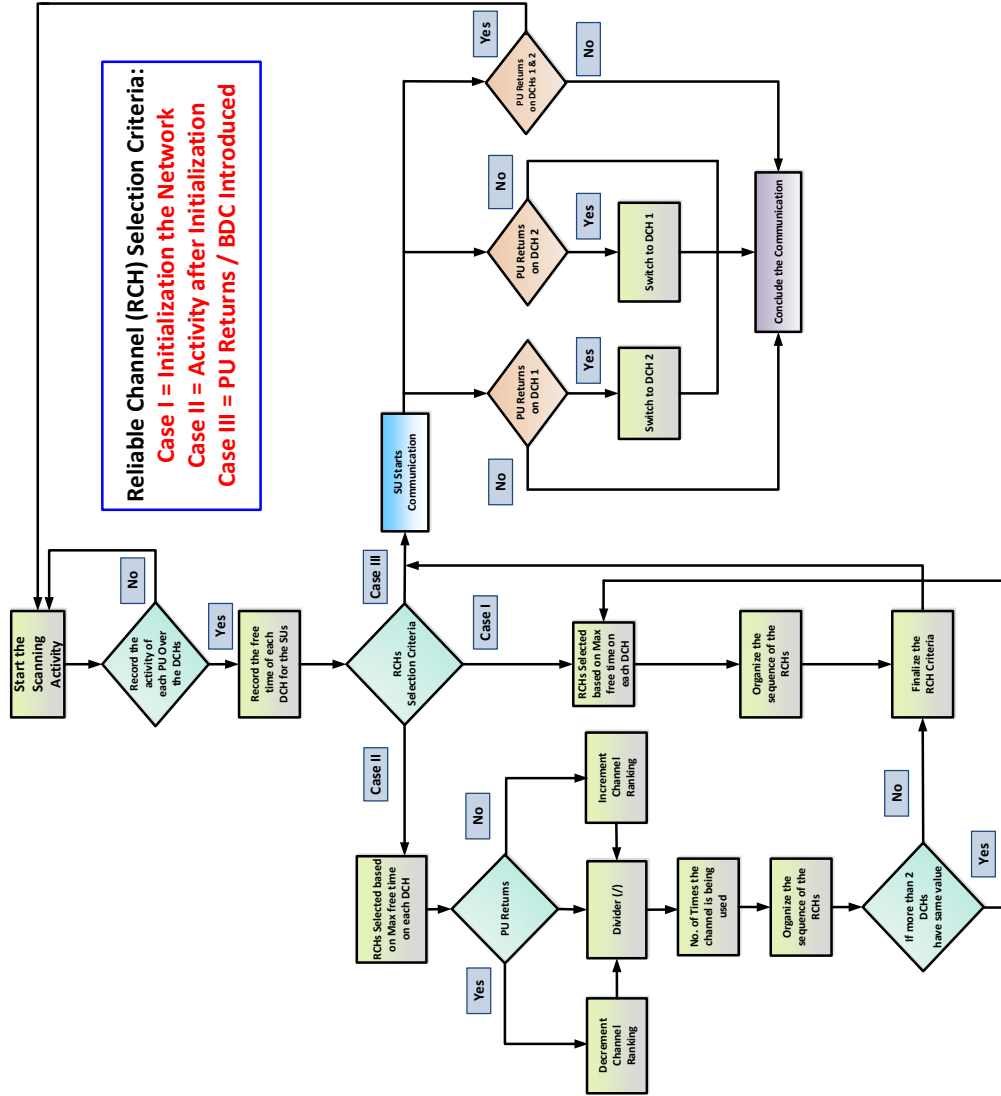 Reliable Channel (RCH) Selection Criteria:
Case I = Initialization the Network
Case II = Activity after Initialization
Case III = PU Returns / BDC Introduced
Start the
Scanning
Activity
Record the
activity of
each PU Over
the DCHs
No
Yes
Record the free
time of each
DCH for the SUs
RCHs
Selection Criteria
Case II
Case III
Case I
RCHs Selected based
on Max free time
on each DCH
PU Returns
Yes
No
Decrement
Channel
Ranking
Divider (/)
Increment
Channel
Ranking
No. of Times the
channel is being
used
Organize the
sequence of the
RCHs
If more than 2
DCHs
have same value
No
Yes
RCHs Selected
based on Max
free time on
each DCH
Organize the
sequence of the
RCHs
Finalize the
RCH Criteria
SU Starts
Communication
PU Returns
on DCH 1
No
Yes
Switch to DCH 2
PU Returns
on DCH 2
No
Yes
Switch to DCH 1
PU Returns
on DCHs 1 & 2
Yes
No
Conclude the Communication